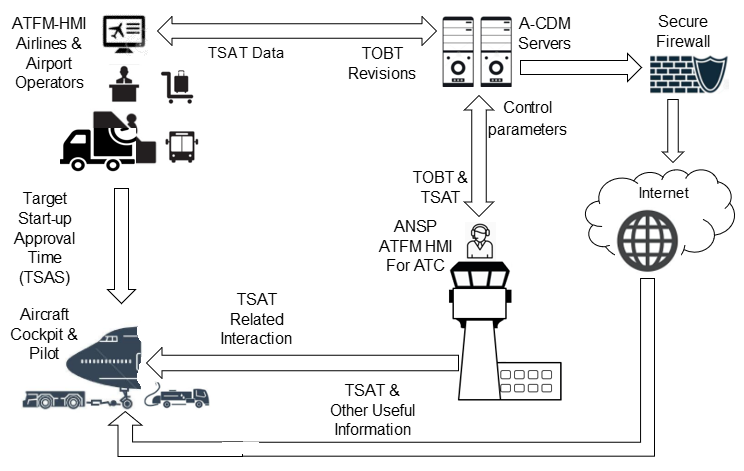 ATFM-HMI
Airlines &
Airport
Operators
TSAT Data
TOBT
Revisions
A-CDM
Servers
Secure
Firewall
Control
parameters
TOBT &
TSAT
Internet
Target
Start-up
Approval
Time
(TSAS)
ANSP
ATFM HMI
For ATC
TSAT
Related
Interaction
Aircraft
Cockpit &
Pilot
TSAT &
Other Useful
Information